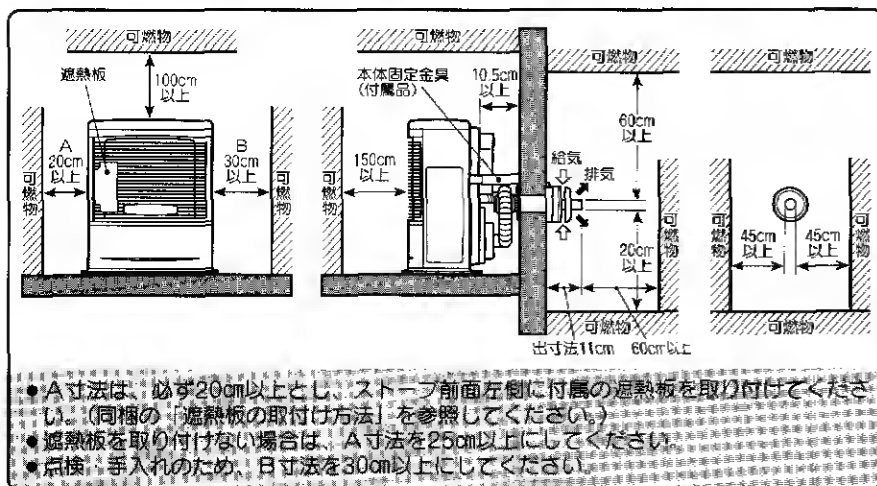 可燃物
可燃物
可燃物
可燃物
遮熱板
100cm
以上
本体固定金具
(付属品)
10.5cm
以上
60cm
以上
A
20cm
以上
B
30cm
以上
可燃物
可燃物
可燃物
150cm
以上
給気
排気
20cm
以上
可燃物
可燃物
可燃物
45cm
以上
45cm
以上
可燃物
可燃物
出寸法11cm
60cm以上
●A寸法は、必ず20cm以上とし、ストーブ前面左側に付属の遮熱板を取り付けてくださ
い。(同梱の「遮熱板の取付け方法」を参照してください。)
●遮熱板を取り付けない場合は、A寸法を25cm以上にしてください。
●点検・手入れのため、B寸法を30cm以上にしてください。